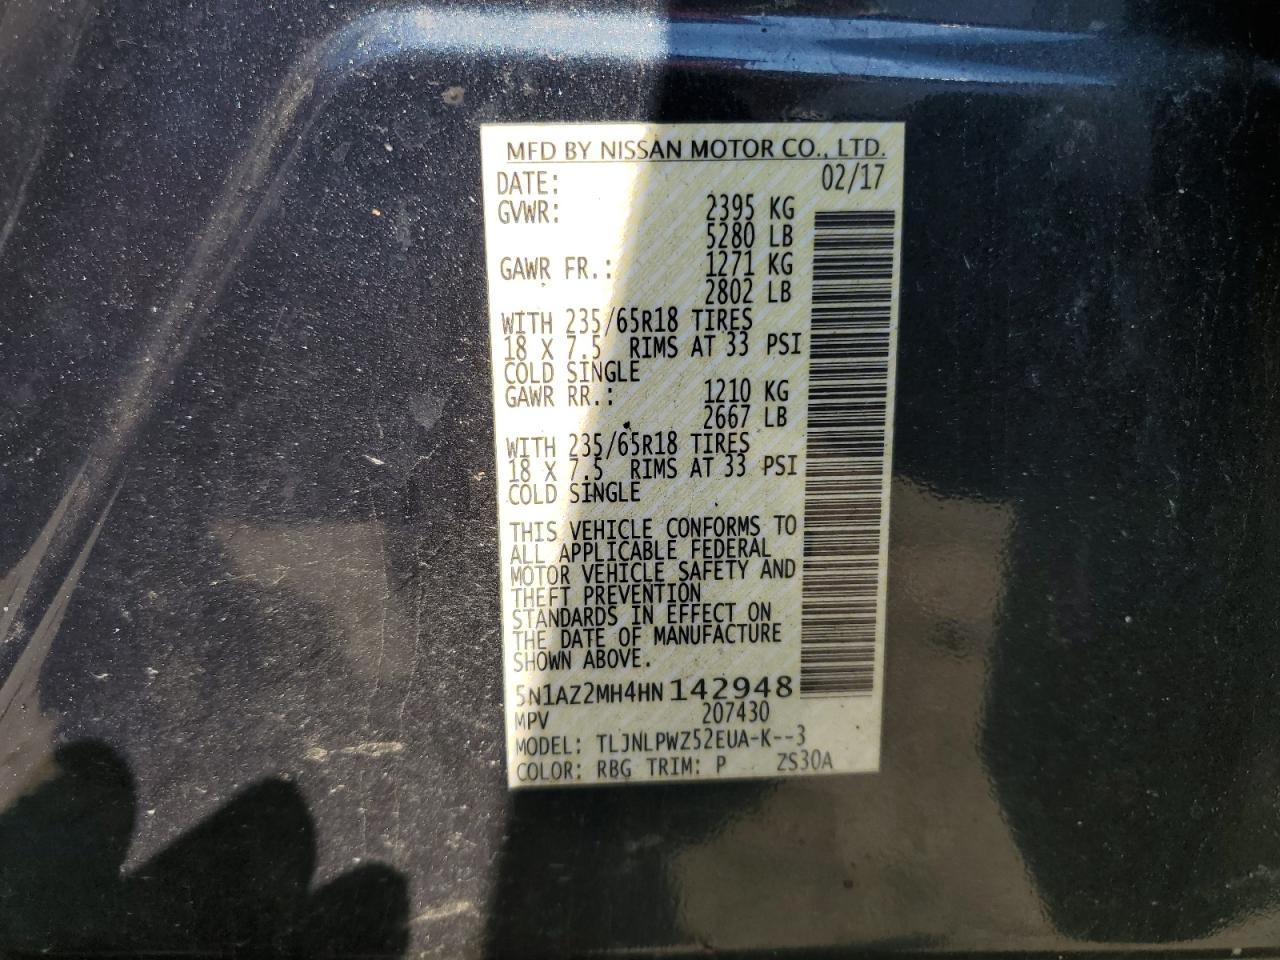 MFD BY NISSAN MOTOR CO., LTD.
DATE: 02/17
GVWR: 2395 KG
5280 LB
GAWR FR.: 1271 KG
2802 LB
WITH 235/65R18 TIRES
18 X 7.5 RIMS AT 33 PSI
COLD SINGLE
GAWR RR.: 1210 KG
2667 LB
WITH 235/65R18 TIRES
18 X 7.5 RIMS AT 33 PSI
COLD SINGLE
THIS VEHICLE CONFORMS TO
ALL APPLICABLE FEDERAL
MOTOR VEHICLE SAFETY AND
THEFT PREVENTION
STANDARDS IN EFFECT ON
THE DATE OF MANUFACTURE
SHOWN ABOVE.
5N1AZ2MH4HN142948
MPV 207430
MODEL: TLJNLPWZ52EUA-K--3
COLOR: RBG TRIM: P ZS30A